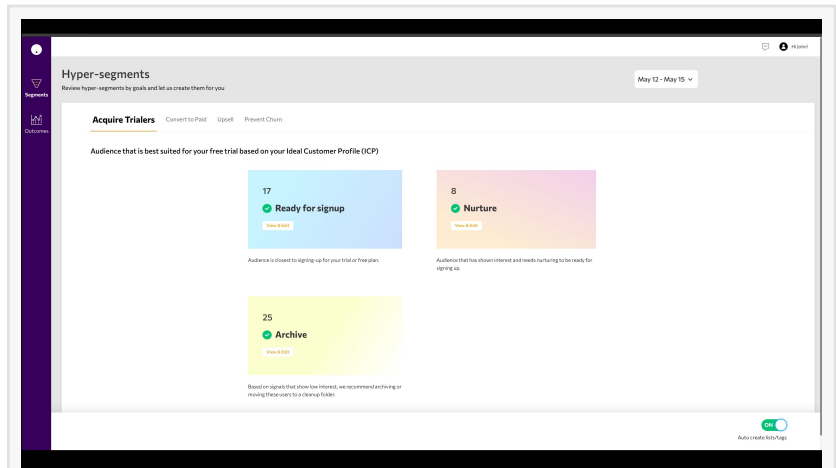 Hi John!
Segments
Outcomes
Hyper-segments
Review hyper-segments by goals and let us create them for you
May 12 - May 15
Acquire Trialers Convert to Paid Upsell Prevent Churn
Audience that is best suited for your free trial based on your Ideal Customer Profile (ICP)
17
Ready for signup
View & Edit
Audience is closest to signing-up for your trial or free plan.
8
Nurture
View & Edit
Audience that has shown interest and needs nurturing to be ready for
signing up.
25
Archive
View & Edit
Based on signals that show low interest, we recommend archiving or
moving these users to a cleanup folder.
ON
Auto create lists/tags